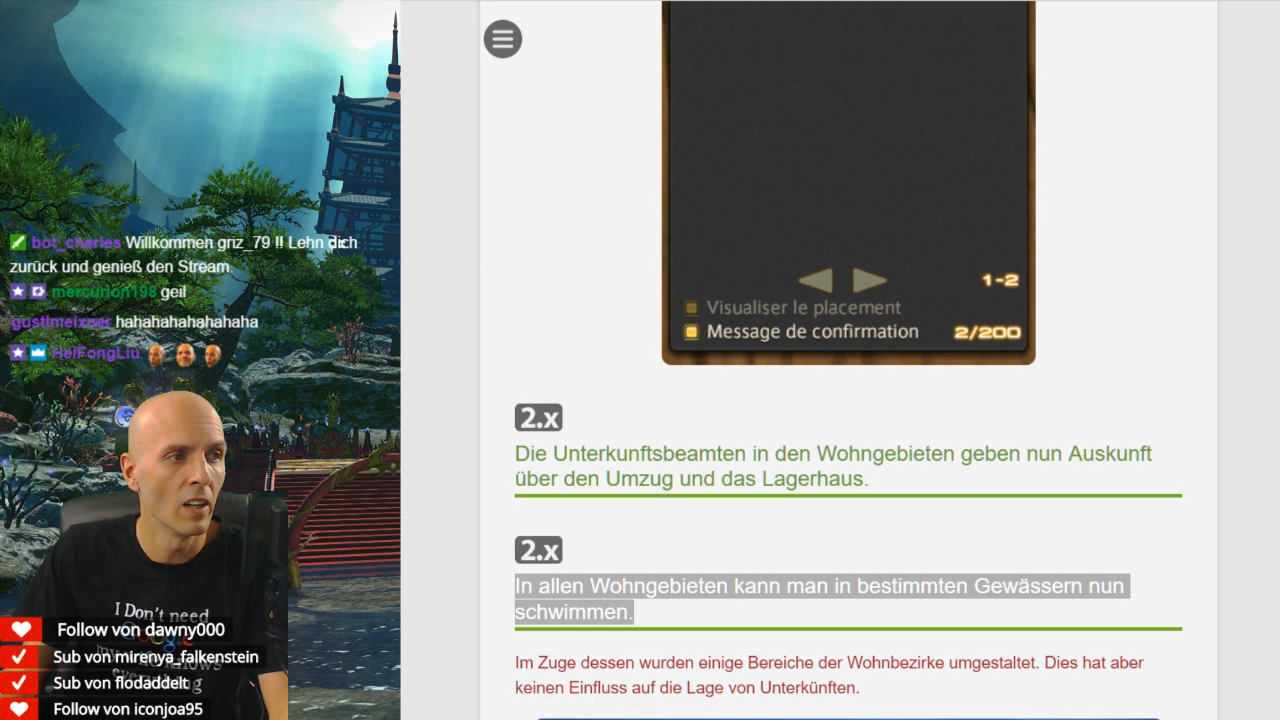 bot_charles Willkommen griz_79 !! Lehn dich
zurück und genieß den Stream.
mercurion198 geil
gustlmeixner hahahahahahahaha
HeiFongLiu
I Don't need
Google
Follow von dawny000
Sub von mirenya_falkenstein
Sub von flodaddelt
Follow von iconjoa95
1-2
Visualiser le placement
Message de confirmation 2/200
2.x
Die Unterkunftsbeamten in den Wohngebieten geben nun Auskunft
über den Umzug und das Lagerhaus.
2.x
In allen Wohngebieten kann man in bestimmten Gewässern nun
schwimmen.
Im Zuge dessen wurden einige Bereiche der Wohnbezirke umgestaltet. Dies hat aber
keinen Einfluss auf die Lage von Unterkünften.